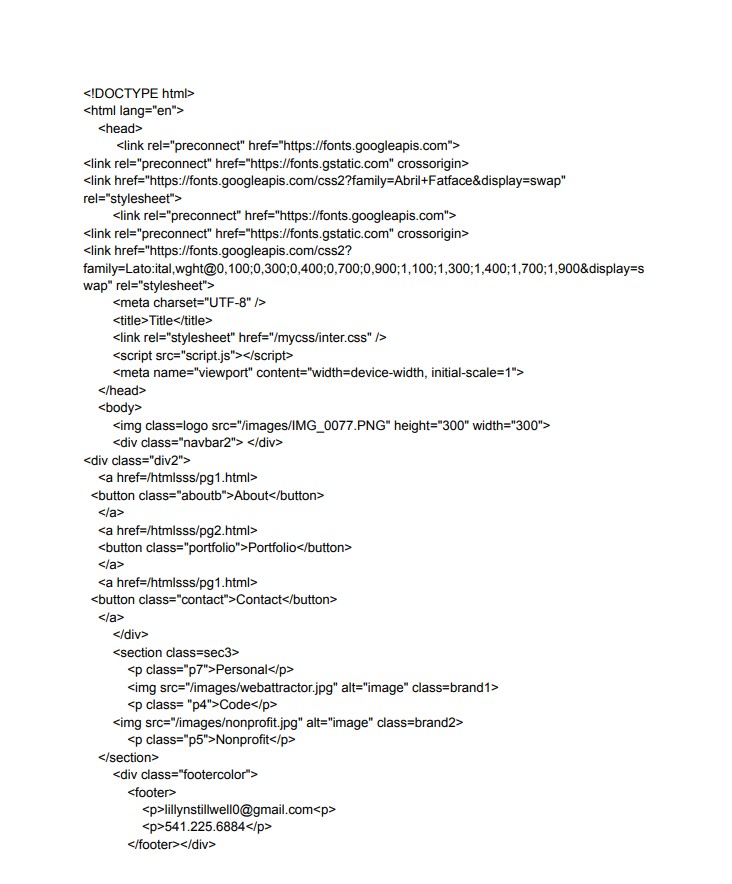 <!DOCTYPE html>
<html lang="en">
<head>
<link rel="preconnect" href="https://fonts.googleapis.com">
<link rel="preconnect" href="https://fonts.gstatic.com" crossorigin>
<link href="https://fonts.googleapis.com/css2?family=Abril+Fatface&display=swap"
rel="stylesheet">
<link rel="preconnect" href="https://fonts.googleapis.com">
<link rel="preconnect" href="https://fonts.gstatic.com" crossorigin>
<link href="https://fonts.googleapis.com/css2?
family=Lato:ital,wght@0,100;0,300;0,400;0,700;0,900;1,100;1,300;1,400;1,700;1,900&display=s
wap" rel="stylesheet">
<meta charset="UTF-8" />
<title>Title</title>
<link rel="stylesheet" href="/mycss/inter.css" />
<script src="script.js"></script>
<meta name="viewport" content="width=device-width, initial-scale=1">
</head>
<body>
<img class=logo src="/images/IMG_0077.PNG" height="300" width="300">
<div class="navbar2"> </div>
<div class="div2">
<a href=/htmlsss/pg1.html>
<button class="aboutb">About</button>
</a>
<a href=/htmlsss/pg2.html>
<button class="portfolio">Portfolio</button>
</a>
<a href=/htmlsss/pg1.html>
<button class="contact">Contact</button>
</a>
</div>
<section class=sec3>
<p class="p7">Personal</p>
<img src="/images/webattractor.jpg" alt="image" class=brand1>
<p class= "p4">Code</p>
<img src="/images/nonprofit.jpg" alt="image" class=brand2>
<p class="p5">Nonprofit</p>
</section>
<div class="footercolor">
<footer>
<p>lillynstillwell0@gmail.com<p>
<p>541.225.6884</p>
</footer></div>